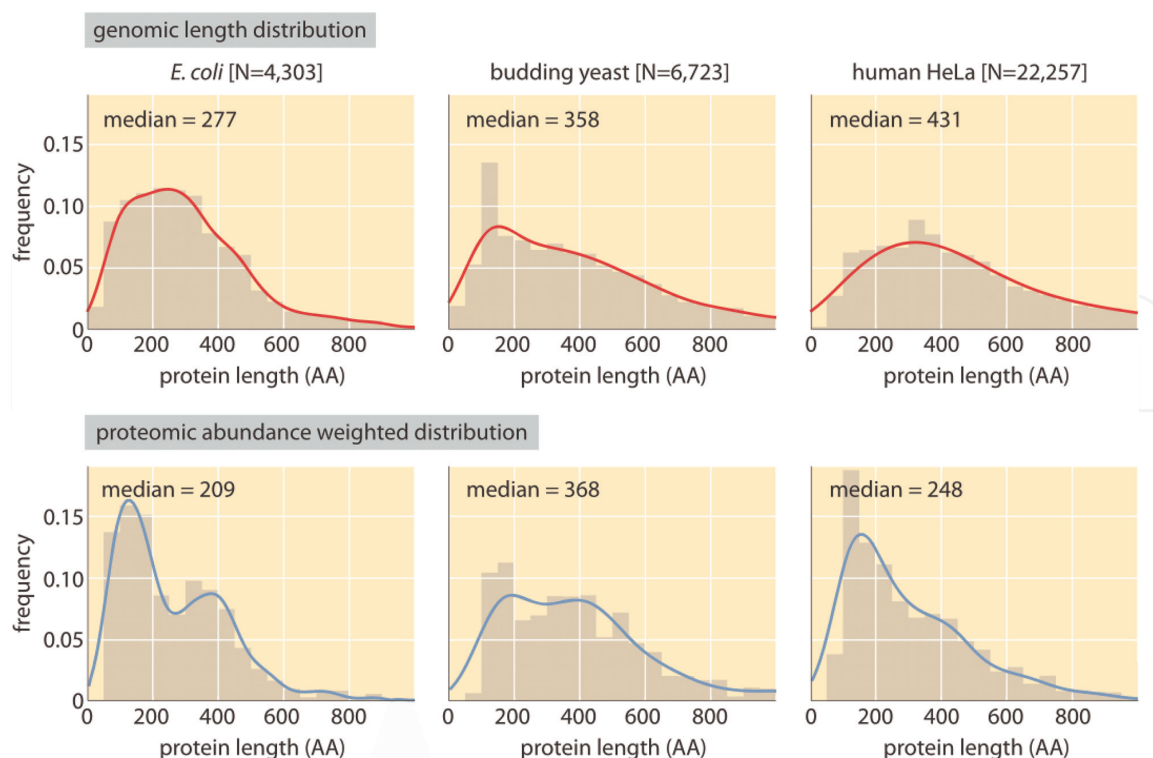 genomic length distribution
E. coli [N=4,303]
budding yeast [N=6,723]
human HeLa [N=22,257]
median = 277
median = 358
median = 431
frequency
0.15
0.10
0.05
0
0 200 400 600 800
0 200 400 600 800
0 200 400 600 800
protein length (AA)
protein length (AA)
protein length (AA)
proteomic abundance weighted distribution
median = 209
median = 368
median = 248
frequency
0.15
0.10
0.05
0
0 200 400 600 800
0 200 400 600 800
0 200 400 600 800
protein length (AA)
protein length (AA)
protein length (AA)